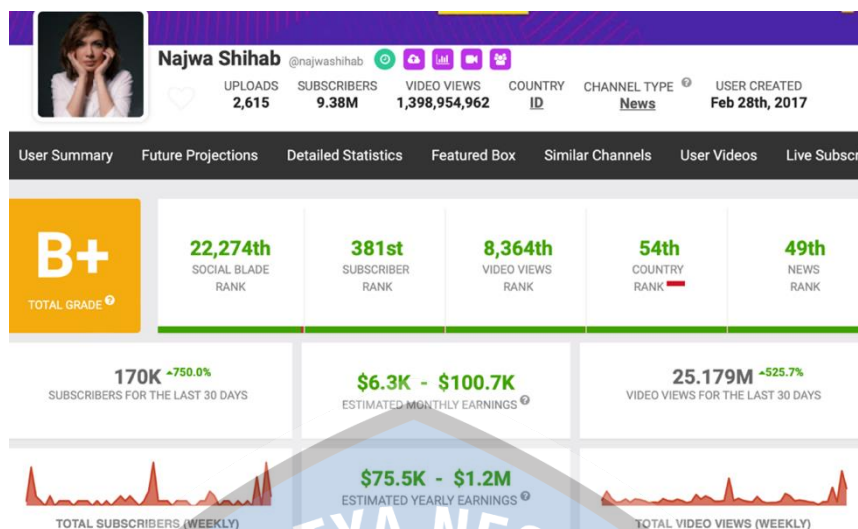 Najwa Shihab @najwashihab
UPLOADS SUBSCRIBERS VIDEO VIEWS COUNTRY CHANNEL TYPE USER CREATED
2,615 9.38M 1,398,954,962 ID News Feb 28th, 2017
User Summary Future Projections Detailed Statistics Featured Box Similar Channels User Videos Live Subscr
B+
TOTAL GRADE
22,274th 381st 8,364th 54th 49th
SOCIAL BLADE SUBSCRIBER VIDEO VIEWS COUNTRY NEWS
RANK RANK RANK RANK RANK
170K 750.0%
SUBSCRIBERS FOR THE LAST 30 DAYS
$6.3K - $100.7K
ESTIMATED MONTHLY EARNINGS
25.179M 525.7%
VIDEO VIEWS FOR THE LAST 30 DAYS
$75.5K - $1.2M
ESTIMATED YEARLY EARNINGS
TOTAL SUBSCRIBERS (WEEKLY)
TOTAL VIDEO VIEWS (WEEKLY)